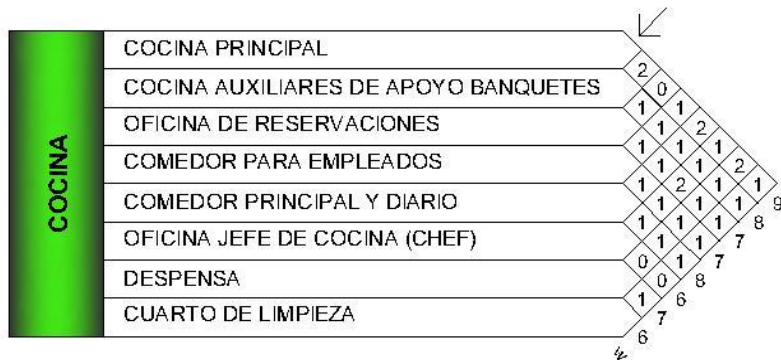 COCINA
COCINA PRINCIPAL
COCINA AUXILIARES DE APOYO BANQUETES
OFICINA DE RESERVACIONES
COMEDOR PARA EMPLEADOS
COMEDOR PRINCIPAL Y DIARIO
OFICINA JEFE DE COCINA (CHEF)
DESPENSA
CUARTO DE LIMPIEZA
2
0
1 1
1 2
1 1 1
1 1 2
1 2 1 1
1 1 1 9
1 1 1 8
1 1 7
0 1 7
0 8
1 6
7
6